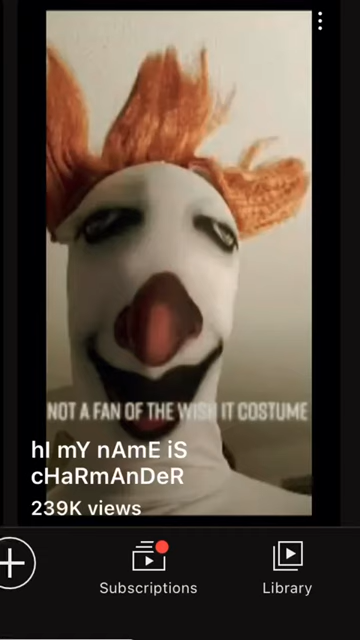 NOT A FAN OF THE WISH IT COSTUME
hI mY nAmE iS
cHaRmAnDeR
239K views
Subscriptions
Library